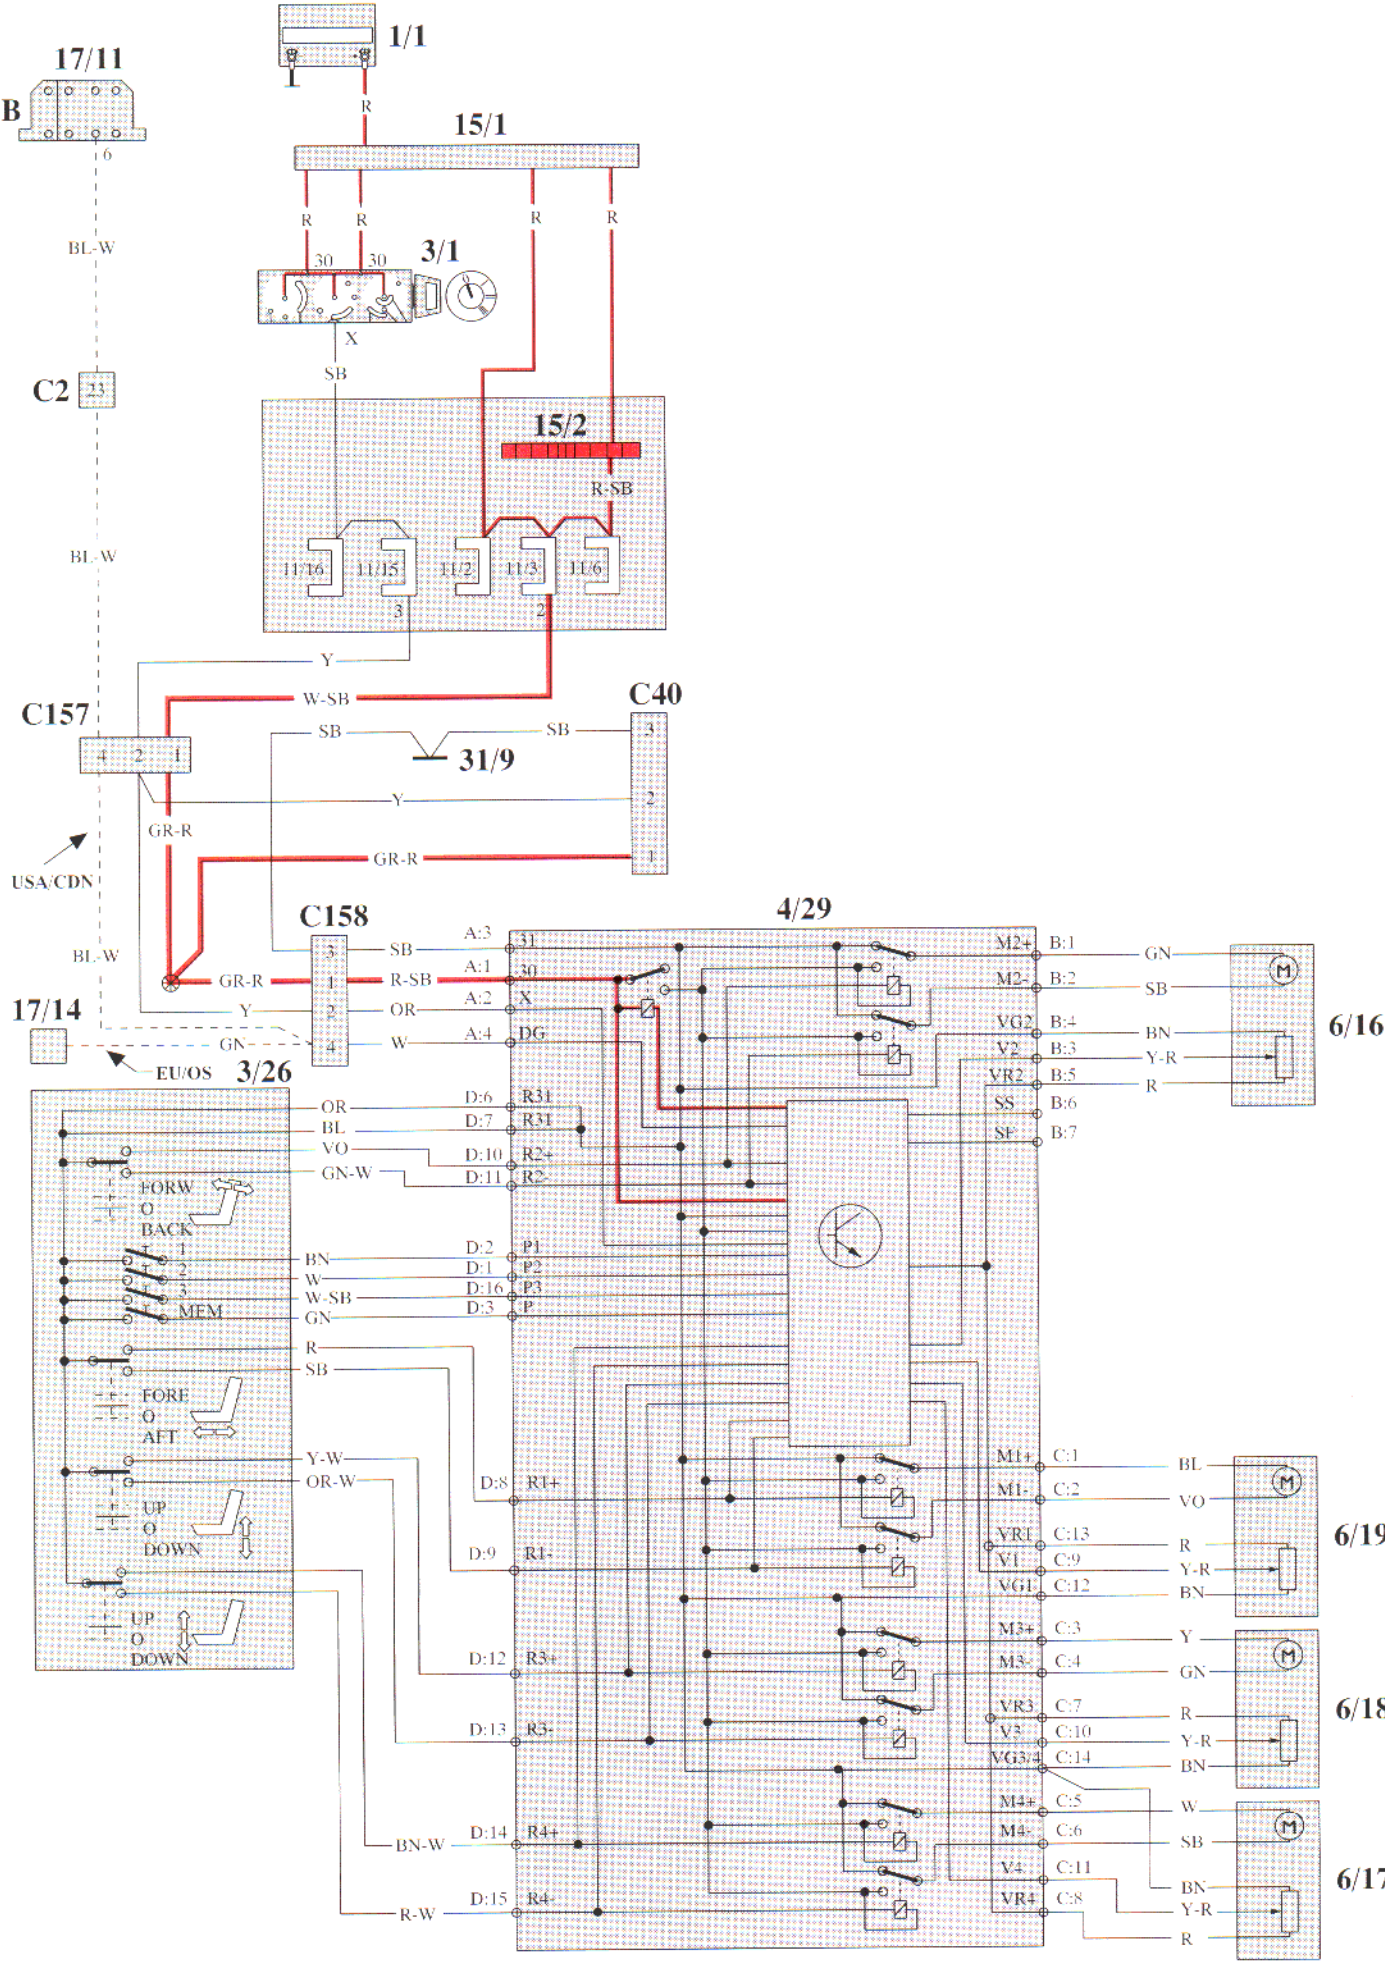 1/1
17/11
B
6
R
15/1
R R R R
30 30
3/1
BL-W
X
SB
C2 23
15/2
R-SB
BL-W
11/16 11/15 11/2 11/3 11/6
3 2
Y
W-SB
C40
C157
SB SB 3
4 2 1
31/9
Y 2
GR-R
GR-R 1
USA/CDN
C158
4/29
BL-W
3 SB A:3 31
GR-R 1 R-SB A:1 30
Y 2 OR A:2 X
17/14
GN 4 W A:4 DG
EU/OS
3/26
M2+ B:1 GN
M2- B:2 SB
VG2 B:4 BN
V2 B:3 Y-R
VR2 B:5 R
SS B:6
SF B:7
M
6/16
OR D:6 R31
BL D:7 R31
VO D:10 R2+
GN-W D:11 R2-
FORW
O
BACK
1
2
3
MEM
BN D:2 P1
W D:1 P2
W-SB D:16 P3
GN D:3 P
R
SB
FORE
O
AFT
Y-W
OR-W
D:8 R1+
UP
O
DOWN
D:9 R1-
UP
O
DOWN
D:12 R3+
D:13 R3-
BN-W D:14 R4+
R-W D:15 R4-
M1+ C:1 BL
M1- C:2 VO
VR1 C:13 R
V1 C:9 Y-R
VG1 C:12 BN
M
6/19
M3+ C:3 Y
M3- C:4 GN
VR3 C:7 R
V3 C:10 Y-R
VG3/4 C:14 BN
M
6/18
M4+ C:5 W
M4- C:6 SB
V4 C:11 BN
VR4 C:8 Y-R
R
M
6/17